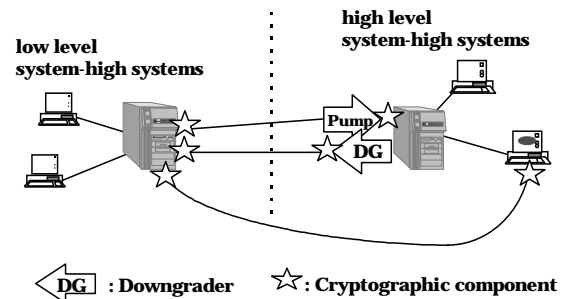 low level
system-high systems
high level
system-high systems
Pump
DG
DG : Downgrader
: Cryptographic component